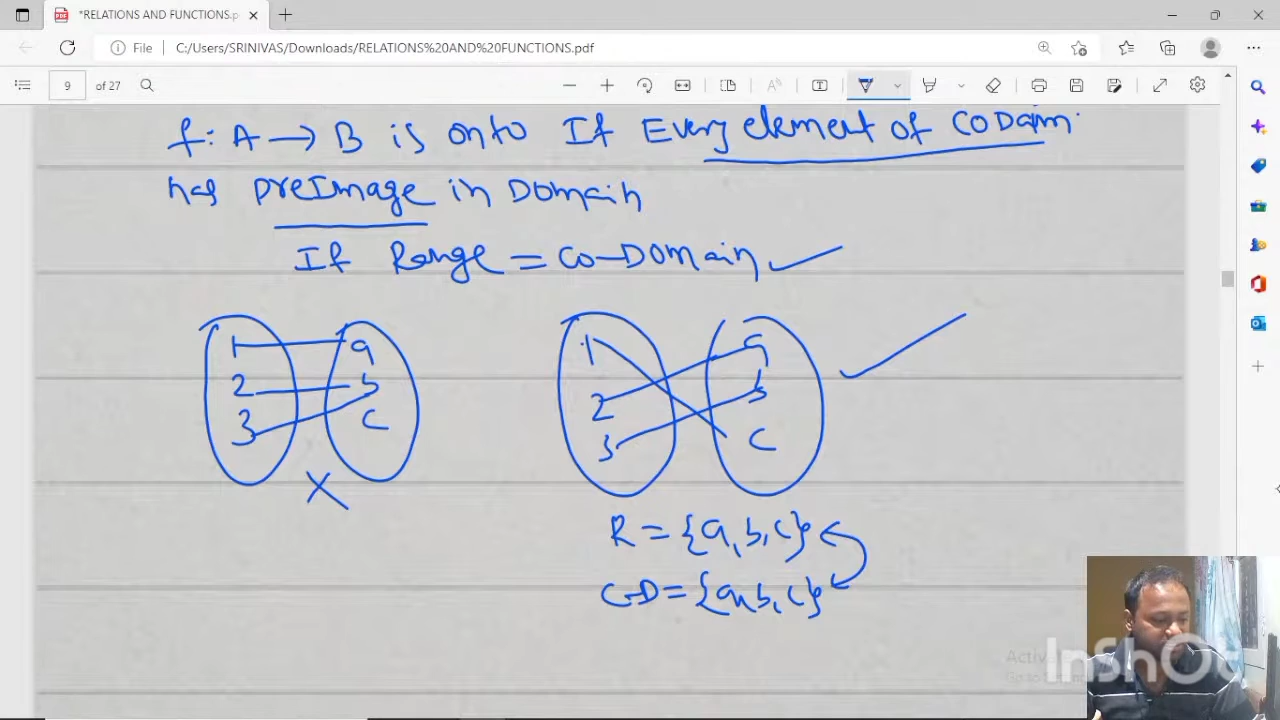 *RELATIONS AND FUNCTIONS.p
File C:/Users/SRINIVAS/Downloads/RELATIONS%20AND%20FUNCTIONS.pdf
9 of 27
f: A → B is onto If Every element of CODam.
has preImage in Domain
If Range = co-Domain ✓
1 a
2 b
3 c
X
1 a
2 b
3 c
✓
R = {a, b, c}
C-D = {a, b, c}
InShOt